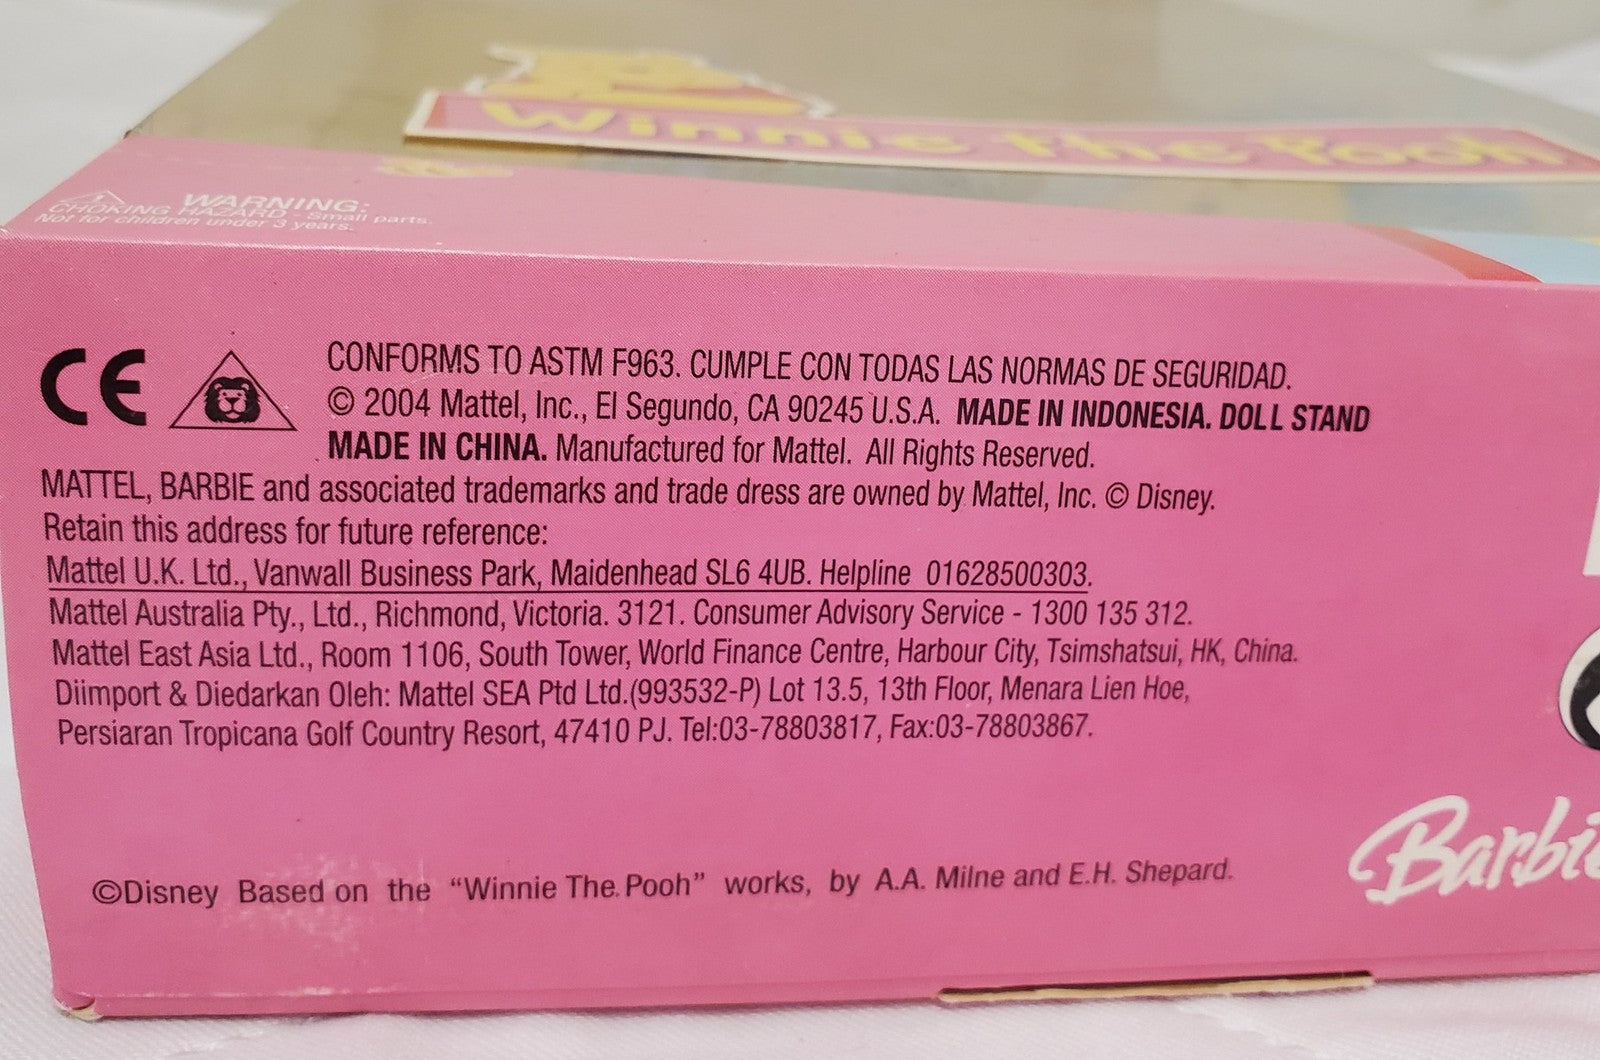 Winnie the Pooh
WARNING:
CHOKING HAZARD - Small parts.
Not for children under 3 years.
CE
CONFORMS TO ASTM F963. CUMPLE CON TODAS LAS NORMAS DE SEGURIDAD.
© 2004 Mattel, Inc., El Segundo, CA 90245 U.S.A. MADE IN INDONESIA. DOLL STAND
MADE IN CHINA. Manufactured for Mattel. All Rights Reserved.
MATTEL, BARBIE and associated trademarks and trade dress are owned by Mattel, Inc. © Disney.
Retain this address for future reference:
Mattel U.K. Ltd., Vanwall Business Park, Maidenhead SL6 4UB. Helpline 01628500303.
Mattel Australia Pty., Ltd., Richmond, Victoria. 3121. Consumer Advisory Service - 1300 135 312.
Mattel East Asia Ltd., Room 1106, South Tower, World Finance Centre, Harbour City, Tsimshatsui, HK, China.
Diimport & Diedarkan Oleh: Mattel SEA Ptd Ltd.(993532-P) Lot 13.5, 13th Floor, Menara Lien Hoe,
Persiaran Tropicana Golf Country Resort, 47410 PJ. Tel:03-78803817, Fax:03-78803867.
©Disney Based on the “Winnie The Pooh” works, by A.A. Milne and E.H. Shepard.
Barbie